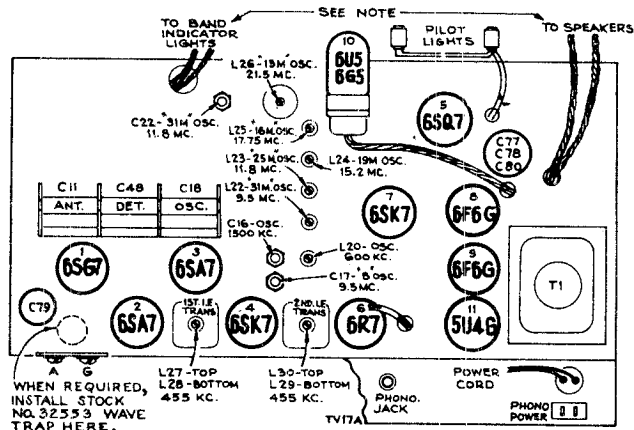 SEE NOTE
TO BAND
INDICATOR
LIGHTS
PILOT
LIGHTS
TO SPEAKERS
L26-"13M" OSC.
21.5 MC.
10
6U5
6G5
C22-"31M" OSC.
11.8 MC.
5
6SQ7
C77
C78
C80
L25-"16M" OSC.
17.75 MC.
L23-"25M" OSC.
11.8 MC.
L24-19M OSC.
15.2 MC.
L22-"31M" OSC.
9.5 MC.
C11
C48
C18
ANT.
DET.
OSC.
7
6SK7
8
6F6G
C16-OSC.
1500 KC.
L20-OSC.
600 KC.
C17-"B" OSC.
9.5 MC.
1
6SG7
3
6SA7
9
6F6G
T1
C79
2
6SA7
1ST. I.F.
TRANS
4
6SK7
2ND. I.F.
TRANS
6
6R7
11
5U4G
A
G
WHEN REQUIRED,
INSTALL STOCK
NO. 32553 WAVE
TRAP HERE.
L27-TOP
L28-BOTTOM
455 KC.
L30-TOP
L29-BOTTOM
455 KC.
TV17A
PHONO.
JACK
POWER
CORD
PHONO
POWER